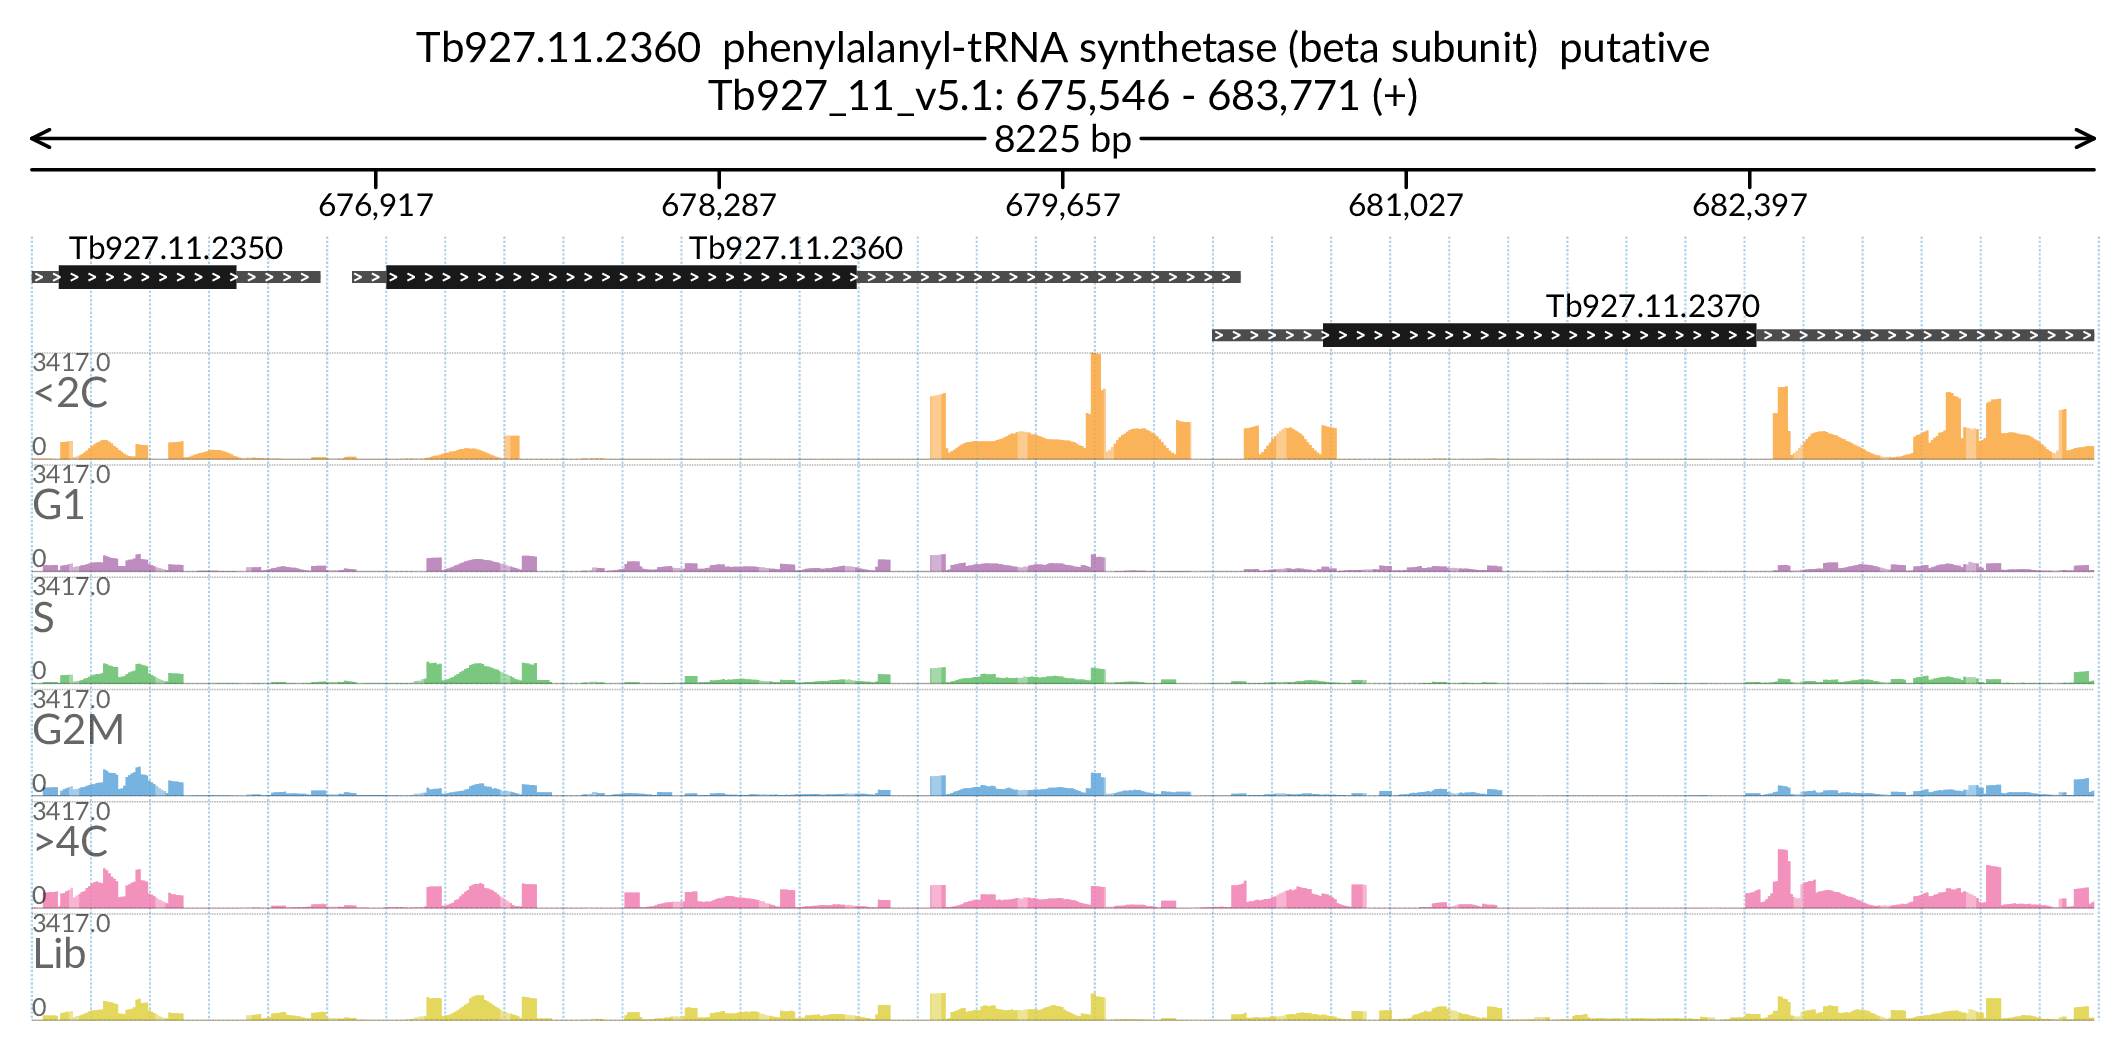 Tb927.11.2360 phenylalanyl-tRNA synthetase (beta subunit) putative
Tb927_11_v5.1: 675,546 - 683,771 (+)
8225 bp
676,917 678,287 679,657 681,027 682,397
Tb927.11.2350 Tb927.11.2360
Tb927.11.2370
3417.0
<2C
0
3417.0
G1
0
3417.0
S
0
3417.0
G2M
0
3417.0
>4C
0
3417.0
Lib
0